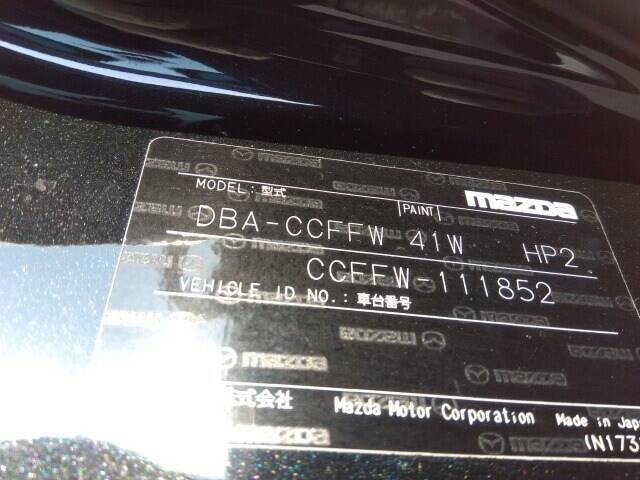 MODEL:型式 PAINT mazda
DBA-CCFFW 41W HP2
CCFFW-111852
VEHICLE ID NO.:車台番号
式会社 Mazda Motor Corporation Made in Japa
(N173